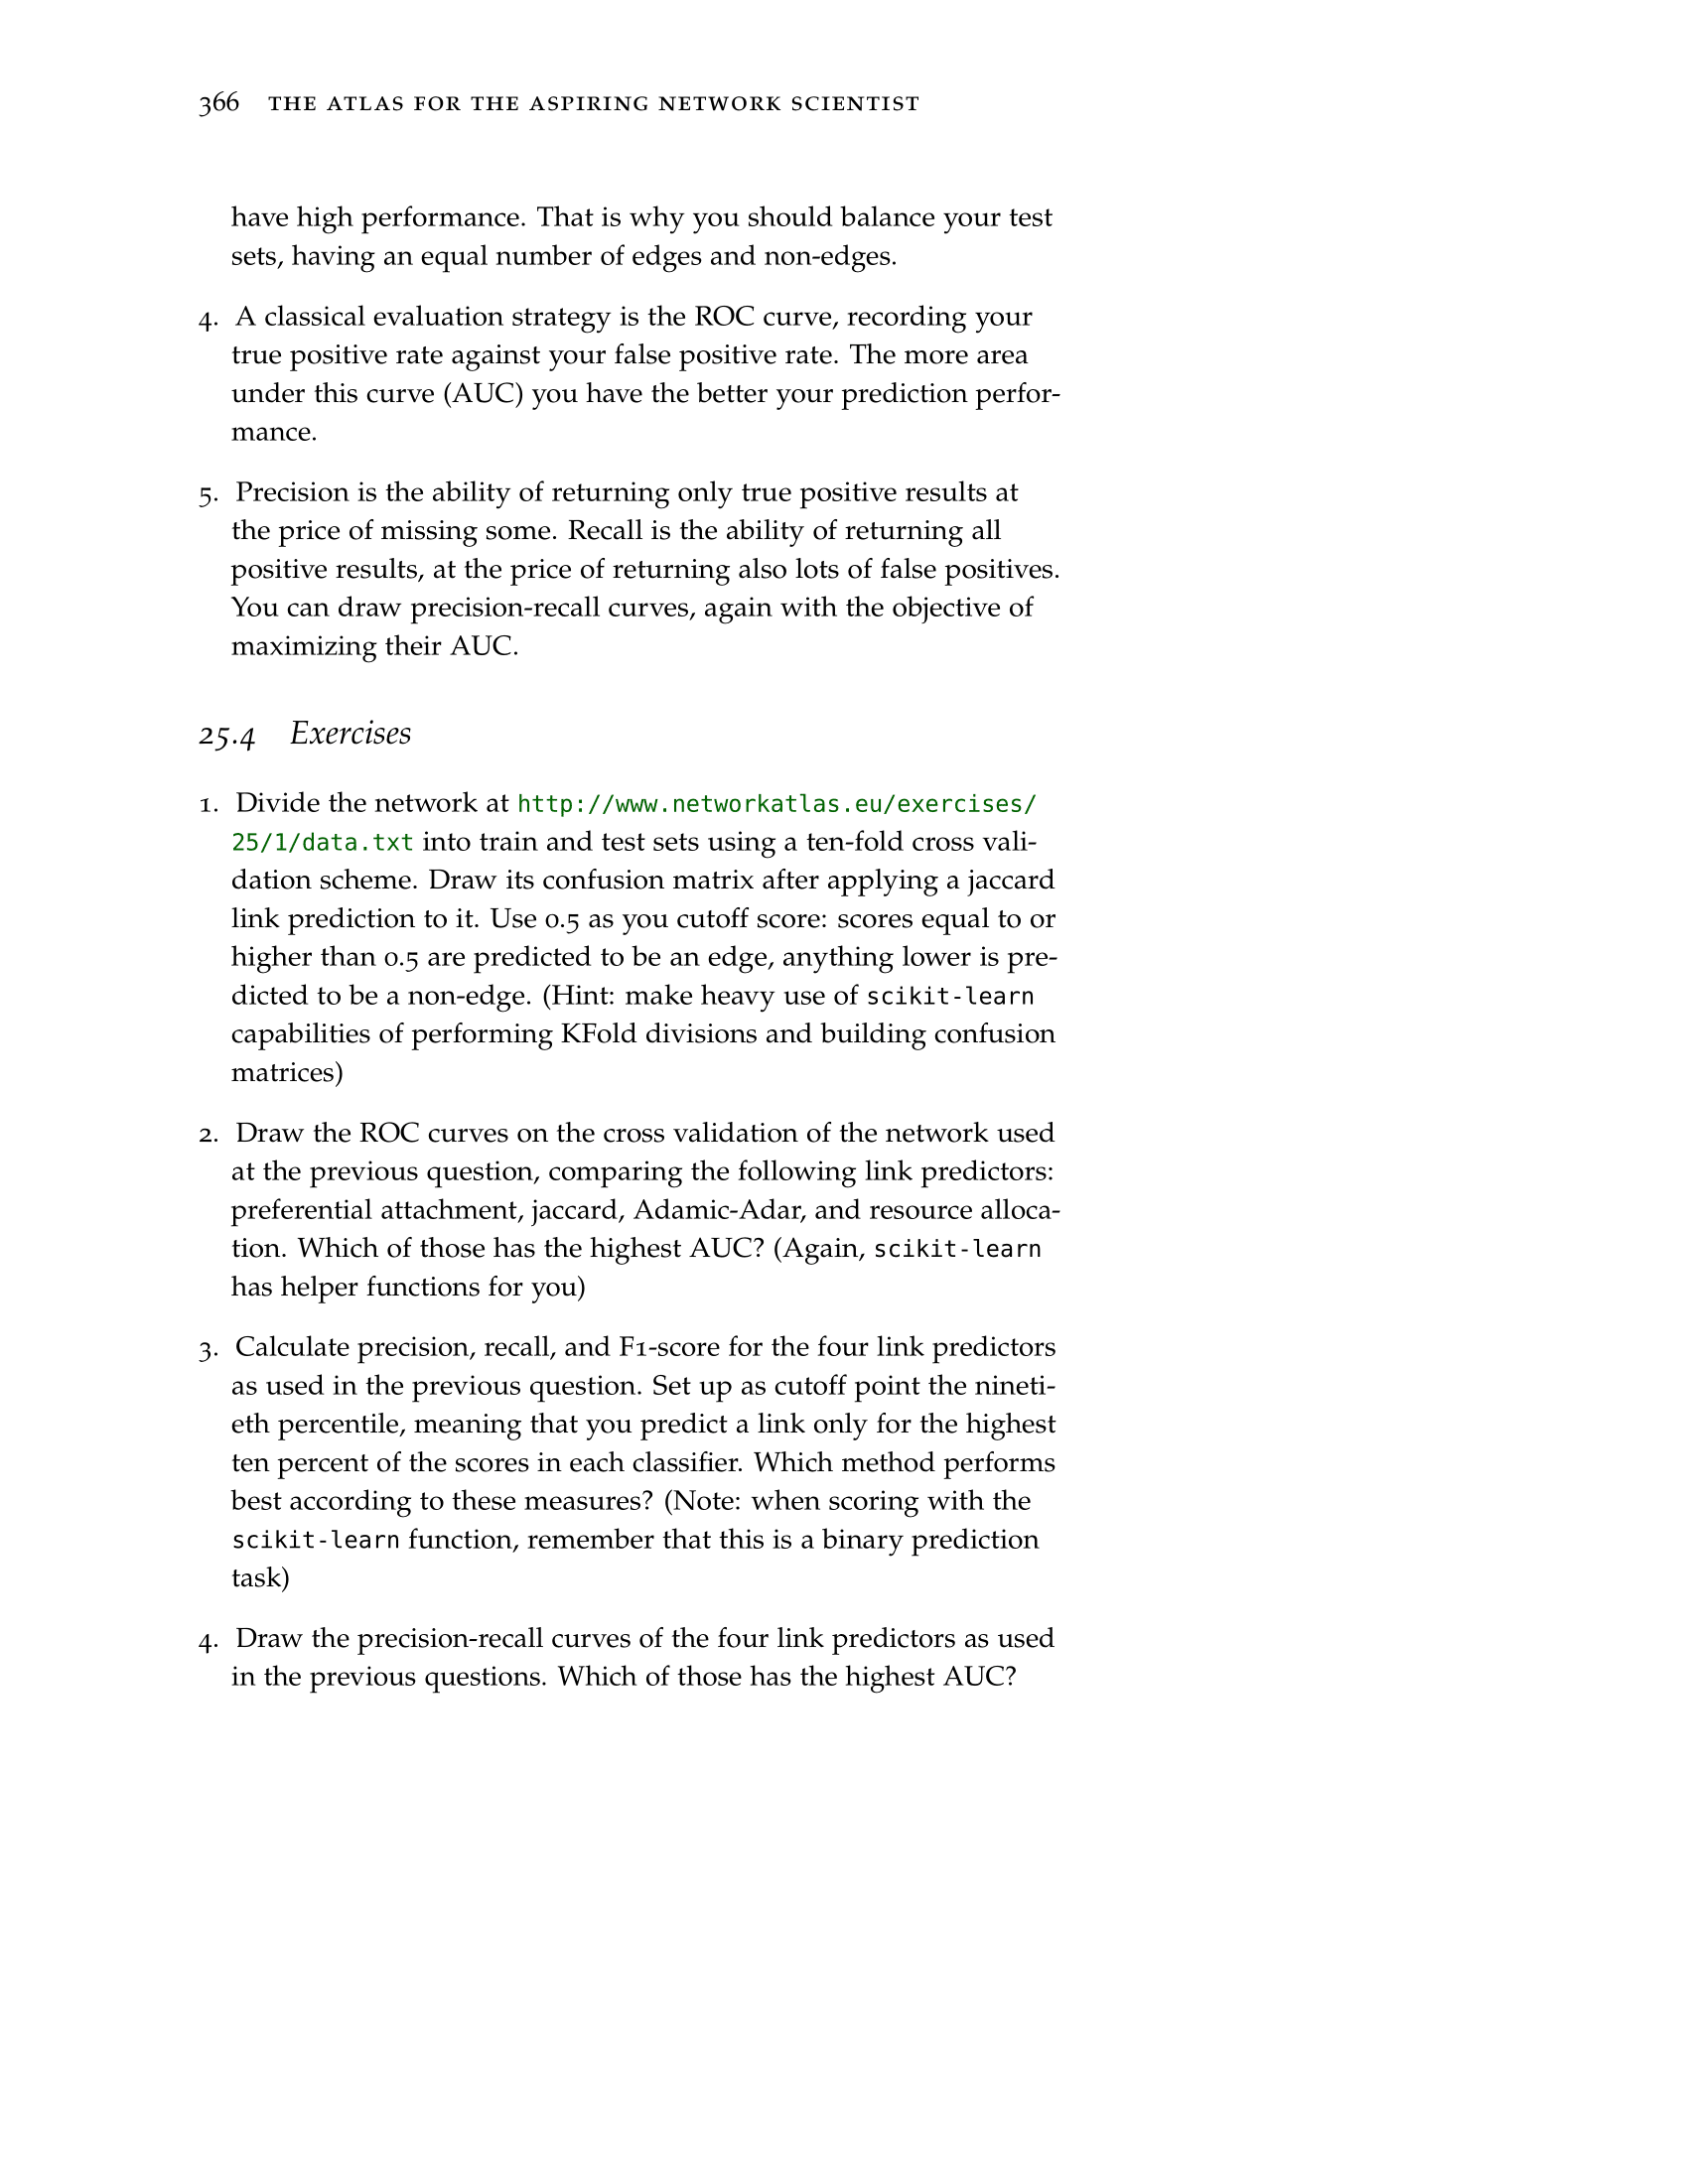 366 THE ATLAS FOR THE ASPIRING NETWORK SCIENTIST
have high performance. That is why you should balance your test
sets, having an equal number of edges and non-edges.
4. A classical evaluation strategy is the ROC curve, recording your
true positive rate against your false positive rate. The more area
under this curve (AUC) you have the better your prediction perfor-
mance.
5. Precision is the ability of returning only true positive results at
the price of missing some. Recall is the ability of returning all
positive results, at the price of returning also lots of false positives.
You can draw precision-recall curves, again with the objective of
maximizing their AUC.
25.4 Exercises
1. Divide the network at http://www.networkatlas.eu/exercises/
25/1/data.txt into train and test sets using a ten-fold cross vali-
dation scheme. Draw its confusion matrix after applying a jaccard
link prediction to it. Use 0.5 as you cutoff score: scores equal to or
higher than 0.5 are predicted to be an edge, anything lower is pre-
dicted to be a non-edge. (Hint: make heavy use of scikit-learn
capabilities of performing KFold divisions and building confusion
matrices)
2. Draw the ROC curves on the cross validation of the network used
at the previous question, comparing the following link predictors:
preferential attachment, jaccard, Adamic-Adar, and resource alloca-
tion. Which of those has the highest AUC? (Again, scikit-learn
has helper functions for you)
3. Calculate precision, recall, and F1-score for the four link predictors
as used in the previous question. Set up as cutoff point the nineti-
eth percentile, meaning that you predict a link only for the highest
ten percent of the scores in each classifier. Which method performs
best according to these measures? (Note: when scoring with the
scikit-learn function, remember that this is a binary prediction
task)
4. Draw the precision-recall curves of the four link predictors as used
in the previous questions. Which of those has the highest AUC?